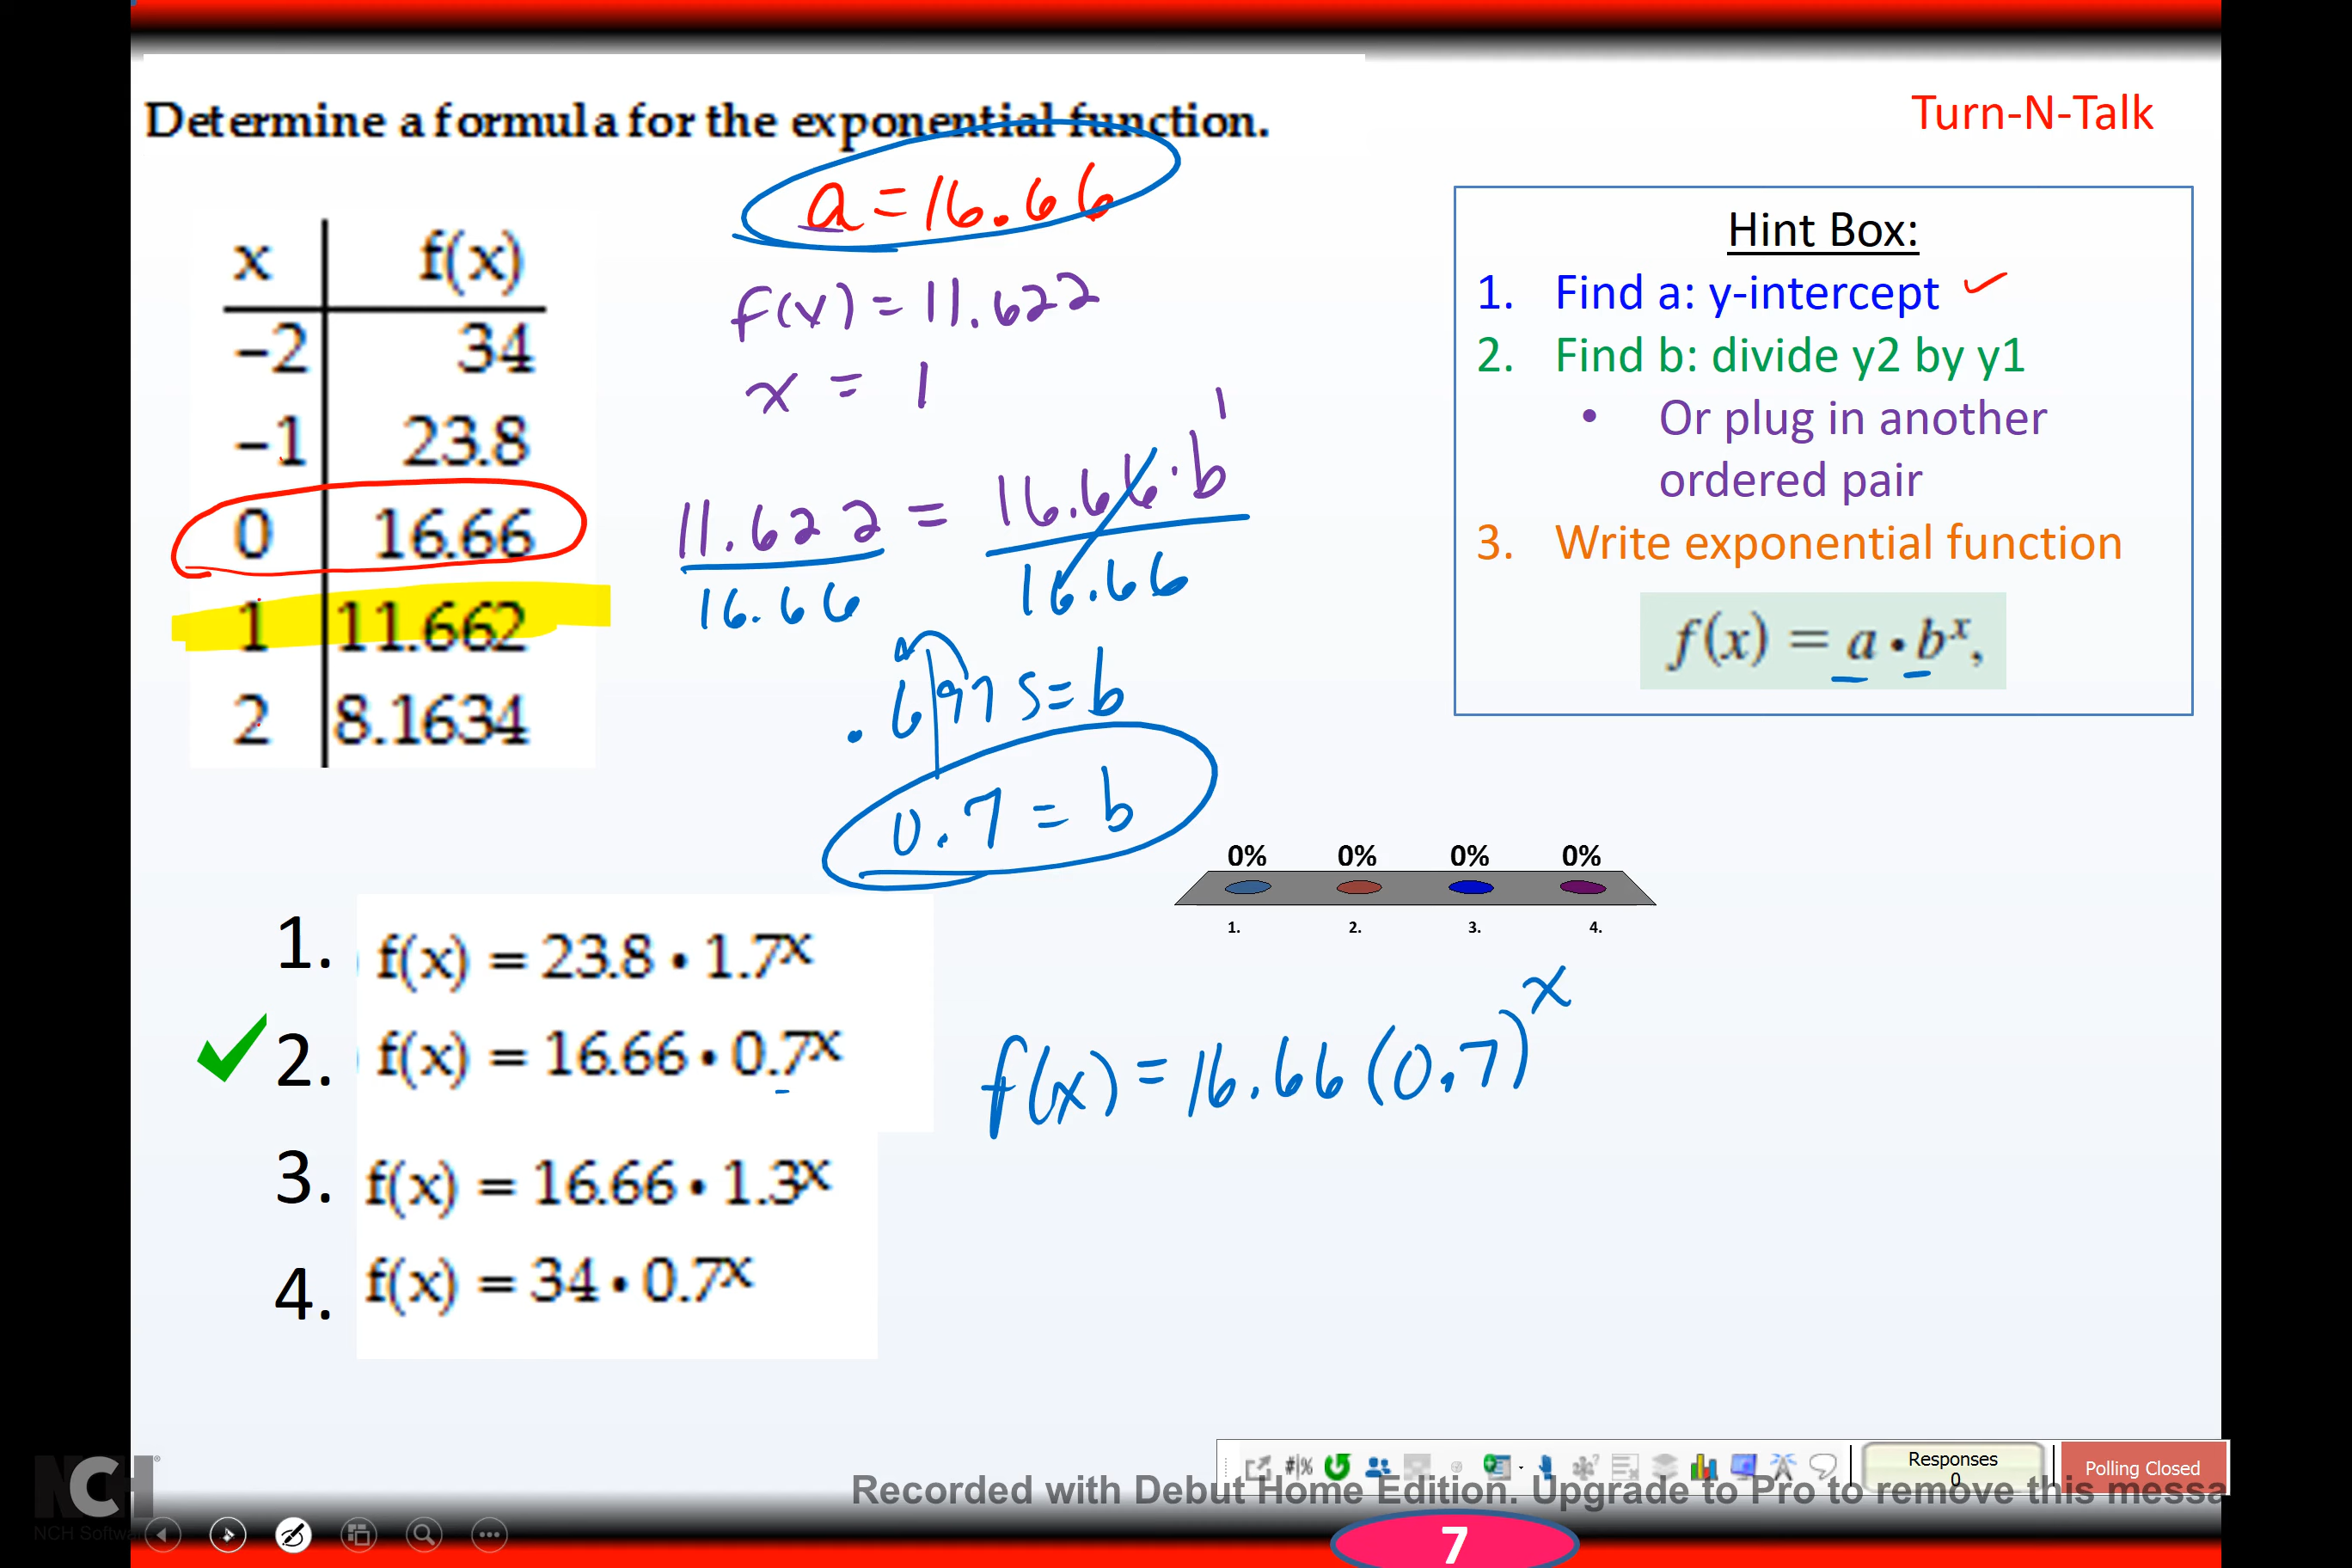 Determine a formula for the exponential function.
Turn-N-Talk
a = 16.66
x f(x)
-2 34
-1 23.8
0 16.66
1 11.662
2 8.1634
f(x) = 11.622
x = 1
11.622 = 16.66 · b^1
16.66 16.66
.6975 = b
0.7 = b
Hint Box:
1. Find a: y-intercept ✓
2. Find b: divide y2 by y1
• Or plug in another
ordered pair
3. Write exponential function
f(x) = a • b^x,
0% 0% 0% 0%
1. 2. 3. 4.
1. f(x) = 23.8 • 1.7^x
✓ 2. f(x) = 16.66 • 0.7^x
3. f(x) = 16.66 • 1.3^x
4. f(x) = 34 • 0.7^x
f(x) = 16.66 (0.7)^x
#|%
Responses
0
Polling Closed
Recorded with Debut Home Edition. Upgrade to Pro to remove this messa
NCH
NCH Softwa
7